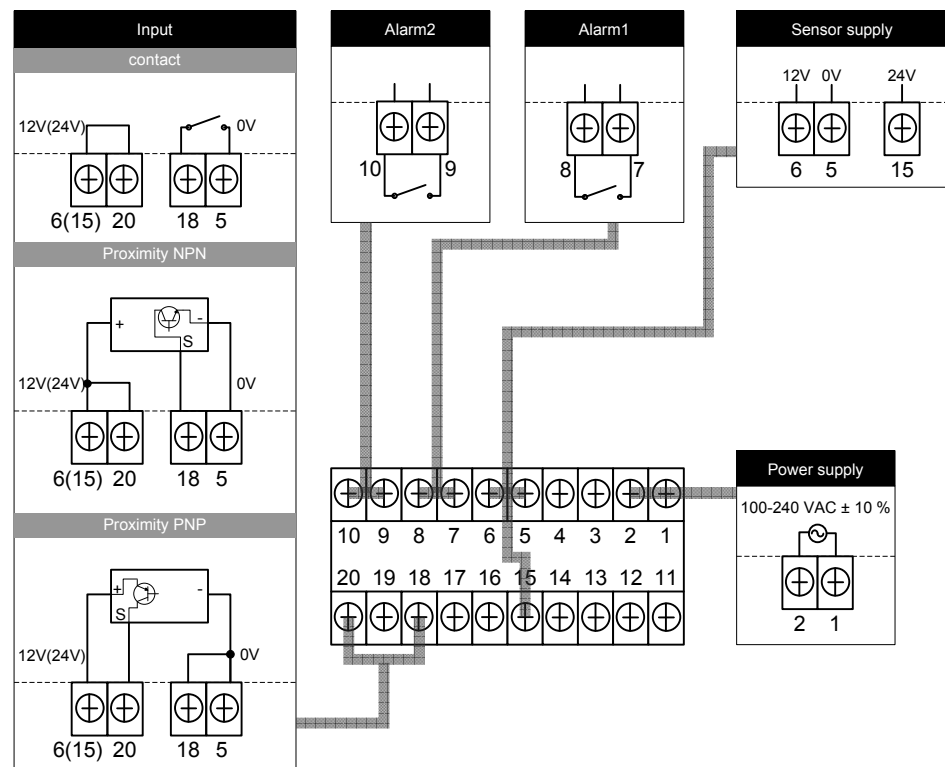 Input
contact
12V(24V)
0V
6(15) 20 18 5
Proximity NPN
+ -
S
12V(24V)
0V
6(15) 20 18 5
Proximity PNP
+ -
S
12V(24V)
0V
6(15) 20 18 5
Alarm2
10 9
Alarm1
8 7
Sensor supply
12V 0V 24V
6 5 15
10 9 8 7 6 5 4 3 2 1
20 19 18 17 16 15 14 13 12 11
Power supply
100-240 VAC ± 10 %
2 1